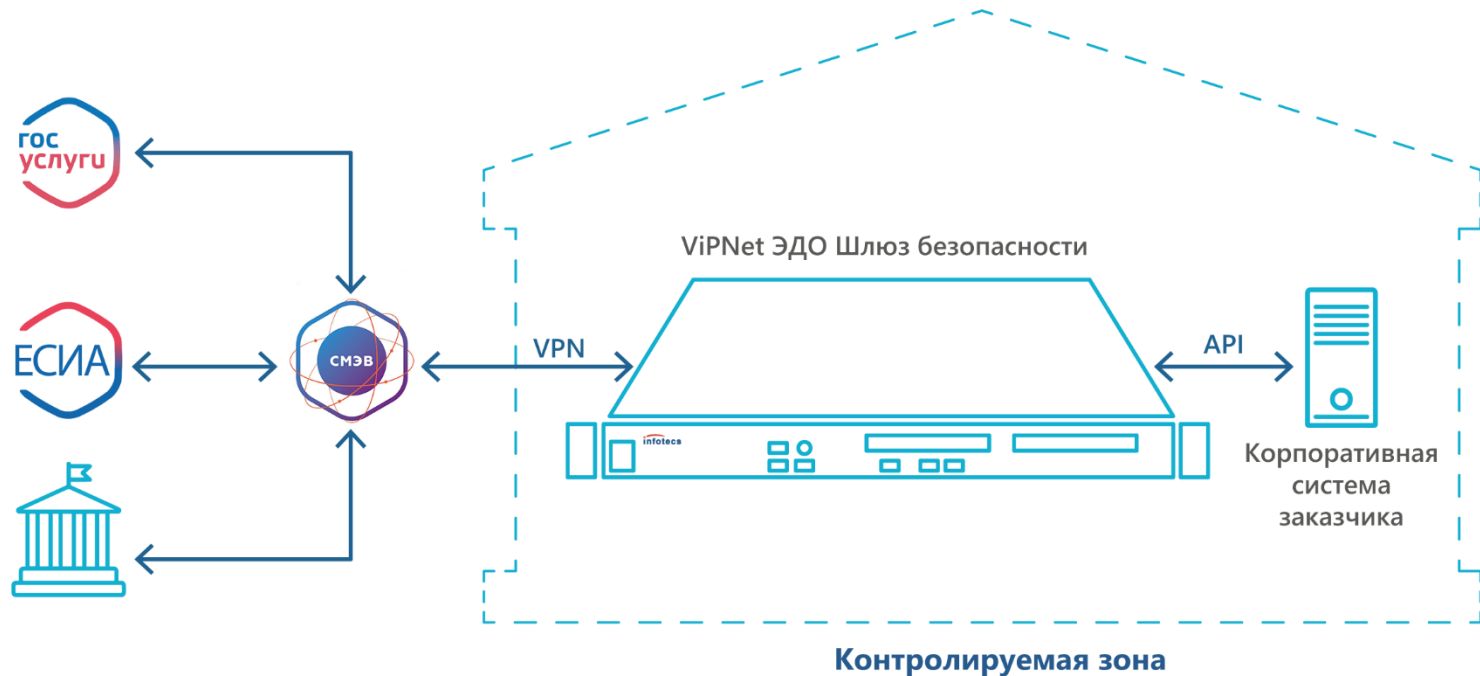 гос
услуги
ЕСИА
СМЭВ
VPN
ViPNet ЭДО Шлюз безопасности
infotecs
API
Корпоративная
система
заказчика
Контролируемая зона